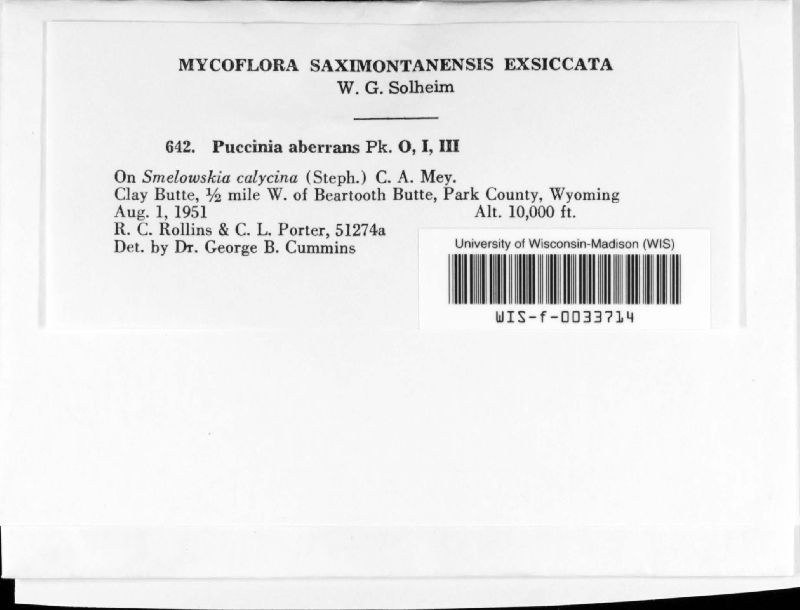 MYCOFLORA SAXIMONTANENSIS EXSICCATA
W. G. Solheim
642. Puccinia aberrans Pk. O, I, III
On Smelowskia calycina (Steph.) C. A. Mey.
Clay Butte, ½ mile W. of Beartooth Butte, Park County, Wyoming
Aug. 1, 1951 Alt. 10,000 ft.
R. C. Rollins & C. L. Porter, 51274a
Det. by Dr. George B. Cummins
University of Wisconsin-Madison (WIS)
WIS-f-0033714